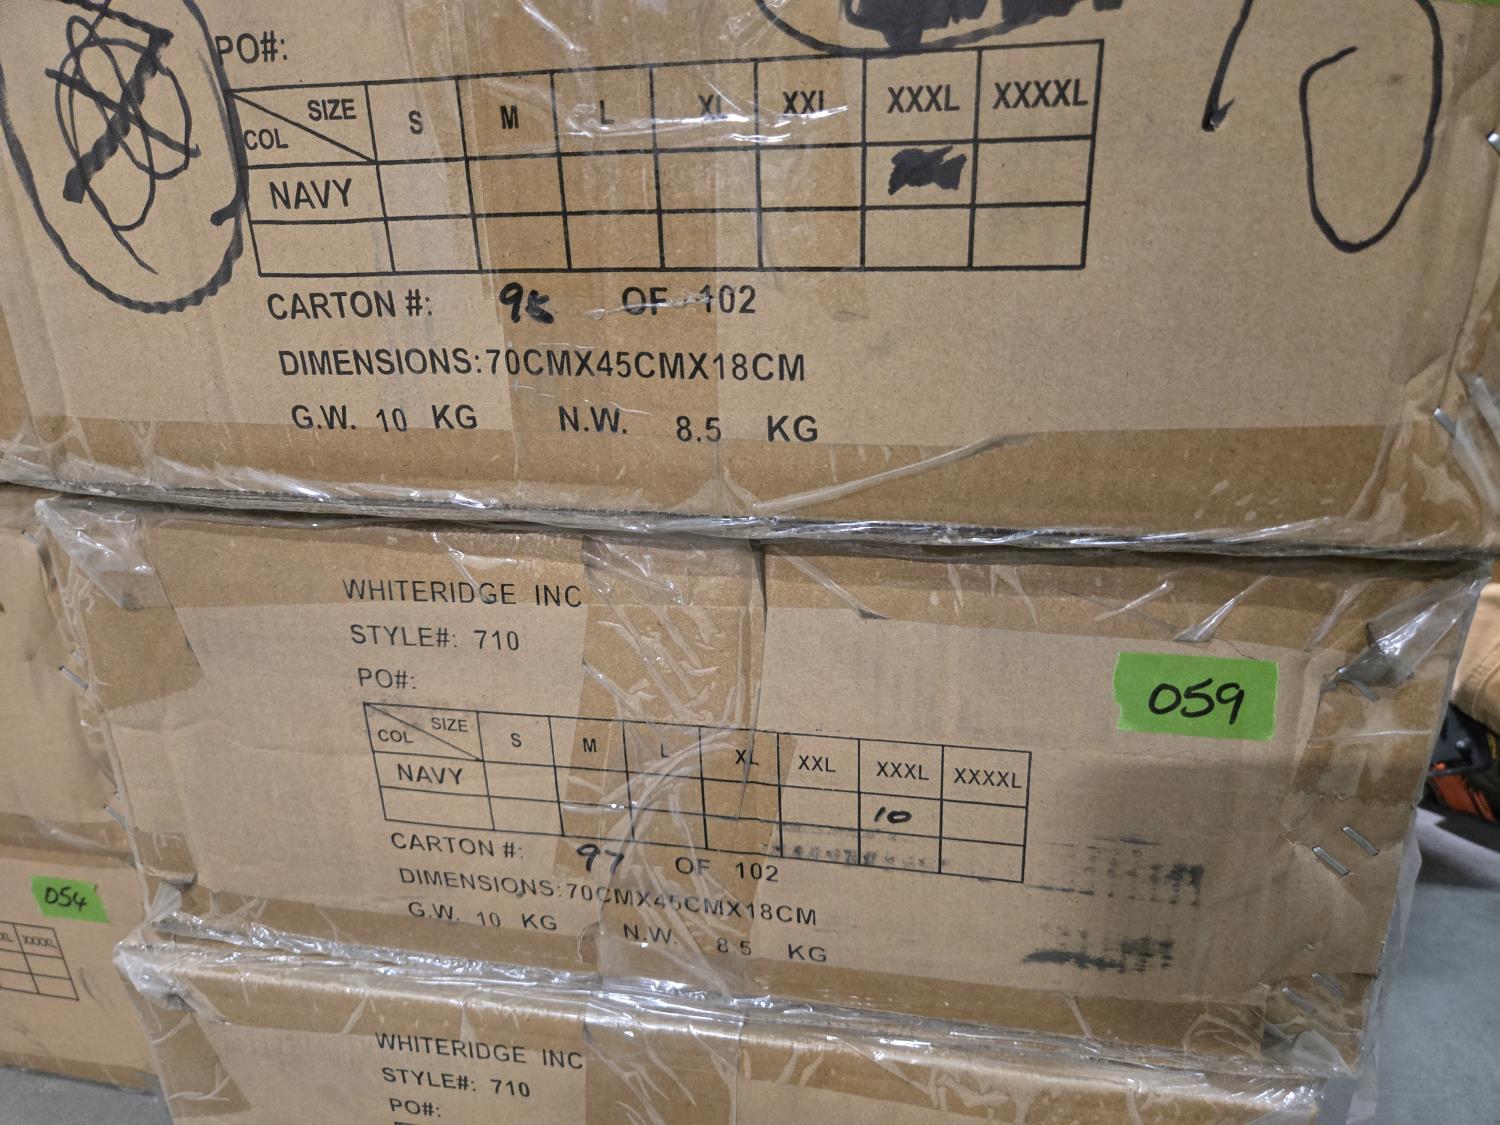 PO#:
SIZE S M L XL XXL XXXL XXXXL
COL
NAVY
CARTON #: OF 102
DIMENSIONS:70CMX45CMX18CM
G.W. 10 KG N.W. 8.5 KG
WHITERIDGE INC
STYLE#: 710
PO#:
059
SIZE S M L XL XXL XXXL XXXXL
COL
NAVY
10
CARTON #: 97 OF 102
DIMENSIONS:70CMX45CMX18CM
G.W. 10 KG N.W. 8.5 KG
054
XXXXL
WHITERIDGE INC
STYLE#: 710
PO#: